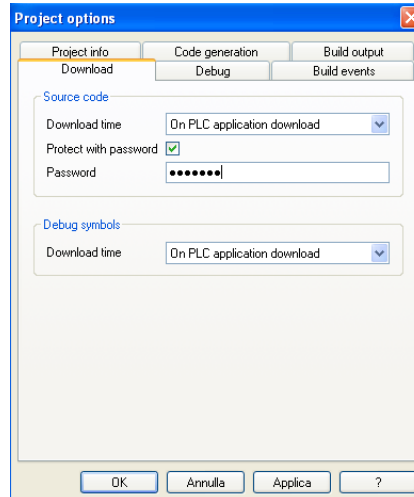 Project options
Project info Code generation Build output
Download Debug Build events
Source code
Download time On PLC application download
Protect with password
Password •••••••
Debug symbols
Download time On PLC application download
OK Annulla Applica ?